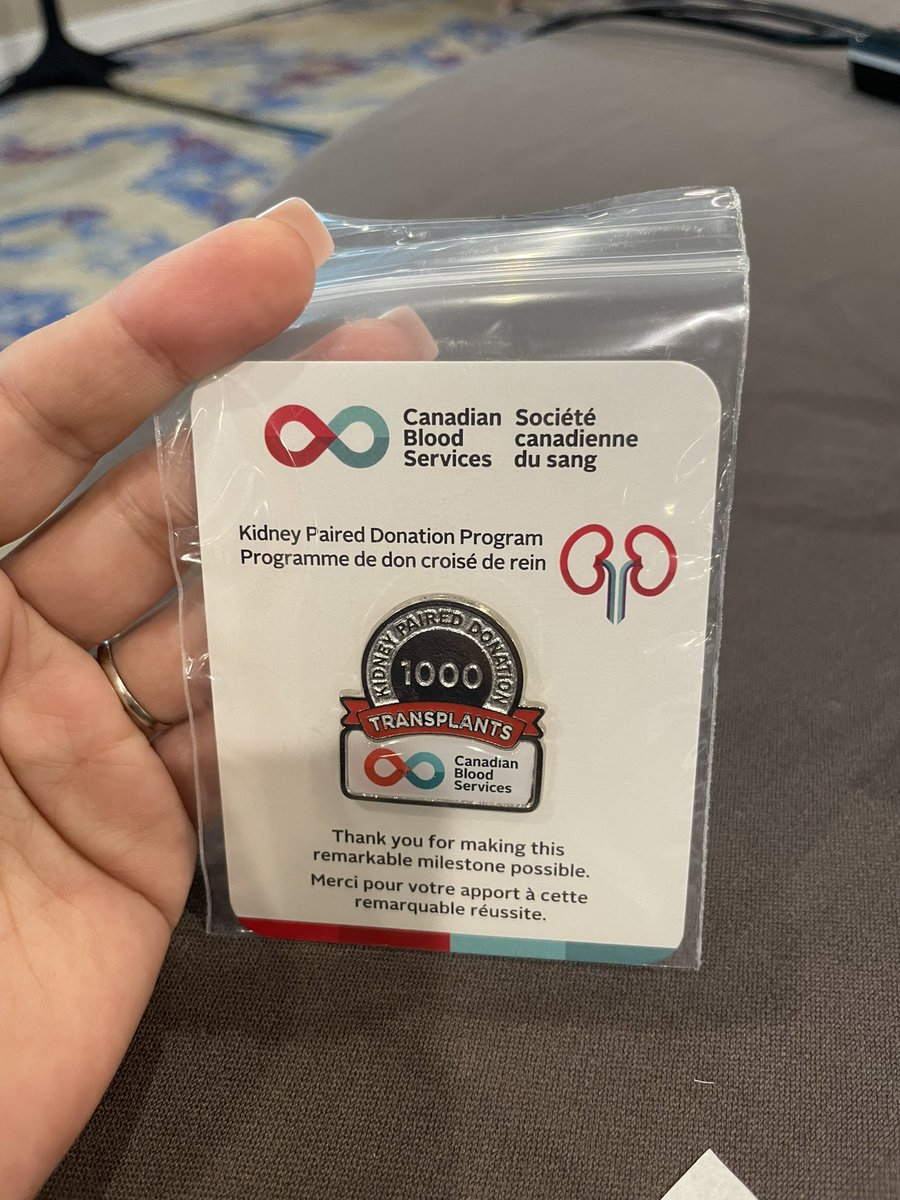 Canadian Blood Services
Société canadienne du sang
Kidney Paired Donation Program
Programme de don croisé de rein
KIDNEY PAIRED DONATION
1000
TRANSPLANTS
Canadian
Blood
Services
Thank you for making this
remarkable milestone possible.
Merci pour votre apport à cette
remarquable réussite.